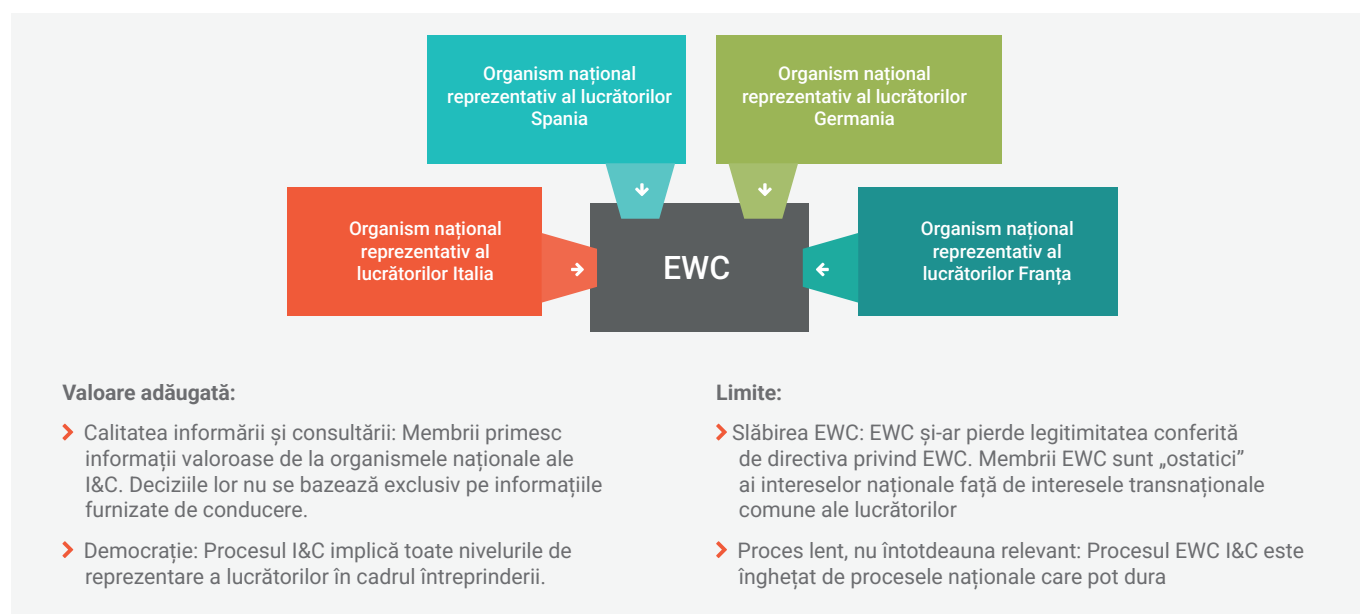 Organism național
reprezentativ al lucrătorilor
Spania
Organism național
reprezentativ al lucrătorilor
Germania
Organism național
reprezentativ al
lucrătorilor Italia
EWC
Organism național
reprezentativ al
lucrătorilor Franța
Valoare adăugată:
Calitatea informării și consultării: Membrii primesc
informații valoroase de la organismele naționale ale
I&C. Deciziile lor nu se bazează exclusiv pe informațiile
furnizate de conducere.
Democrație: Procesul I&C implică toate nivelurile de
reprezentare a lucrătorilor în cadrul întreprinderii.
Limite:
Slăbirea EWC: EWC și-ar pierde legitimitatea conferită
de directiva privind EWC. Membrii EWC sunt „ostatici”
ai intereselor naționale față de interesele transnaționale
comune ale lucrătorilor
Proces lent, nu întotdeauna relevant: Procesul EWC I&C este
înghețat de procesele naționale care pot dura